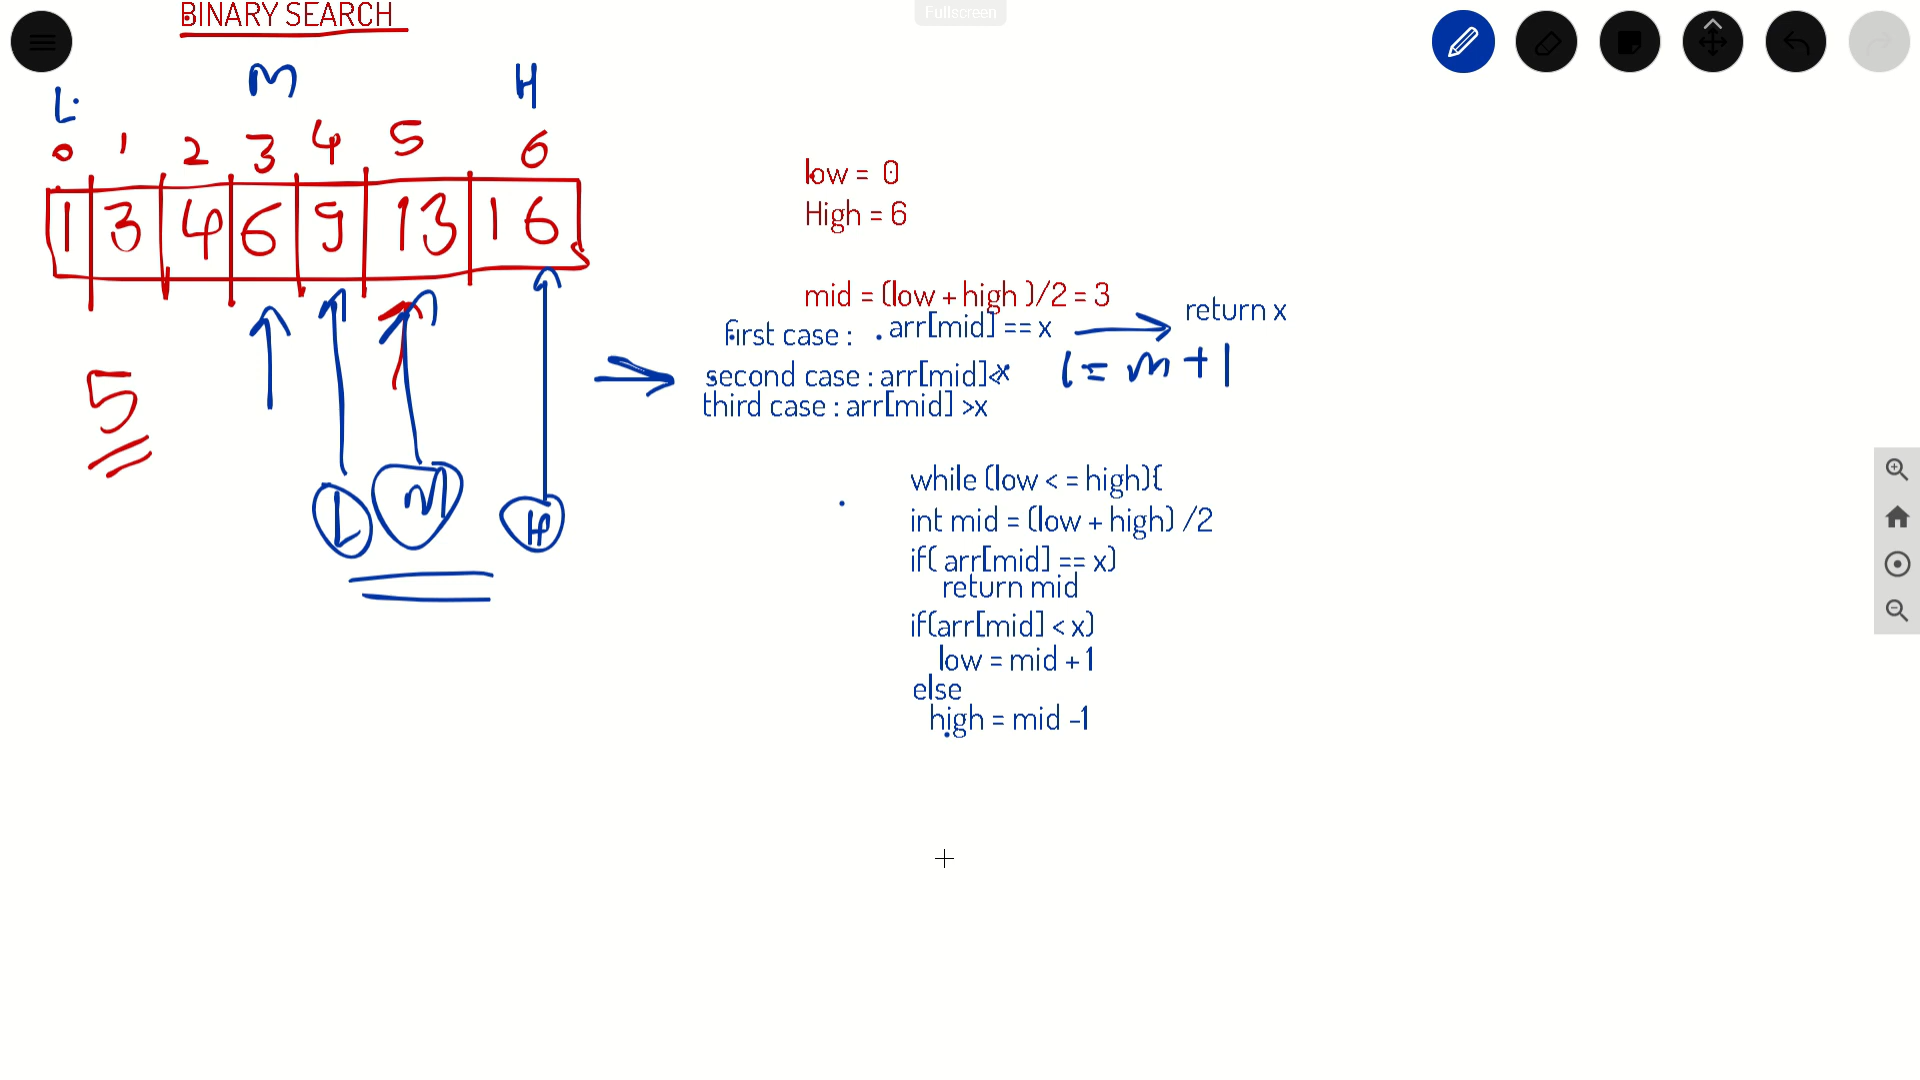 Fullscreen
BINARY SEARCH
L M H
0 1 2 3 4 5 6
1 3 4 6 9 13 16
5
L M H
low = 0
High = 6
mid = (low + high )/2 = 3
first case : arr[mid] == x return x
second case : arr[mid]<x l = m + 1
third case : arr[mid] >x
while (low < = high){
int mid = (low + high) /2
if( arr[mid] == x)
return mid
if(arr[mid] < x)
low = mid + 1
else
high = mid -1